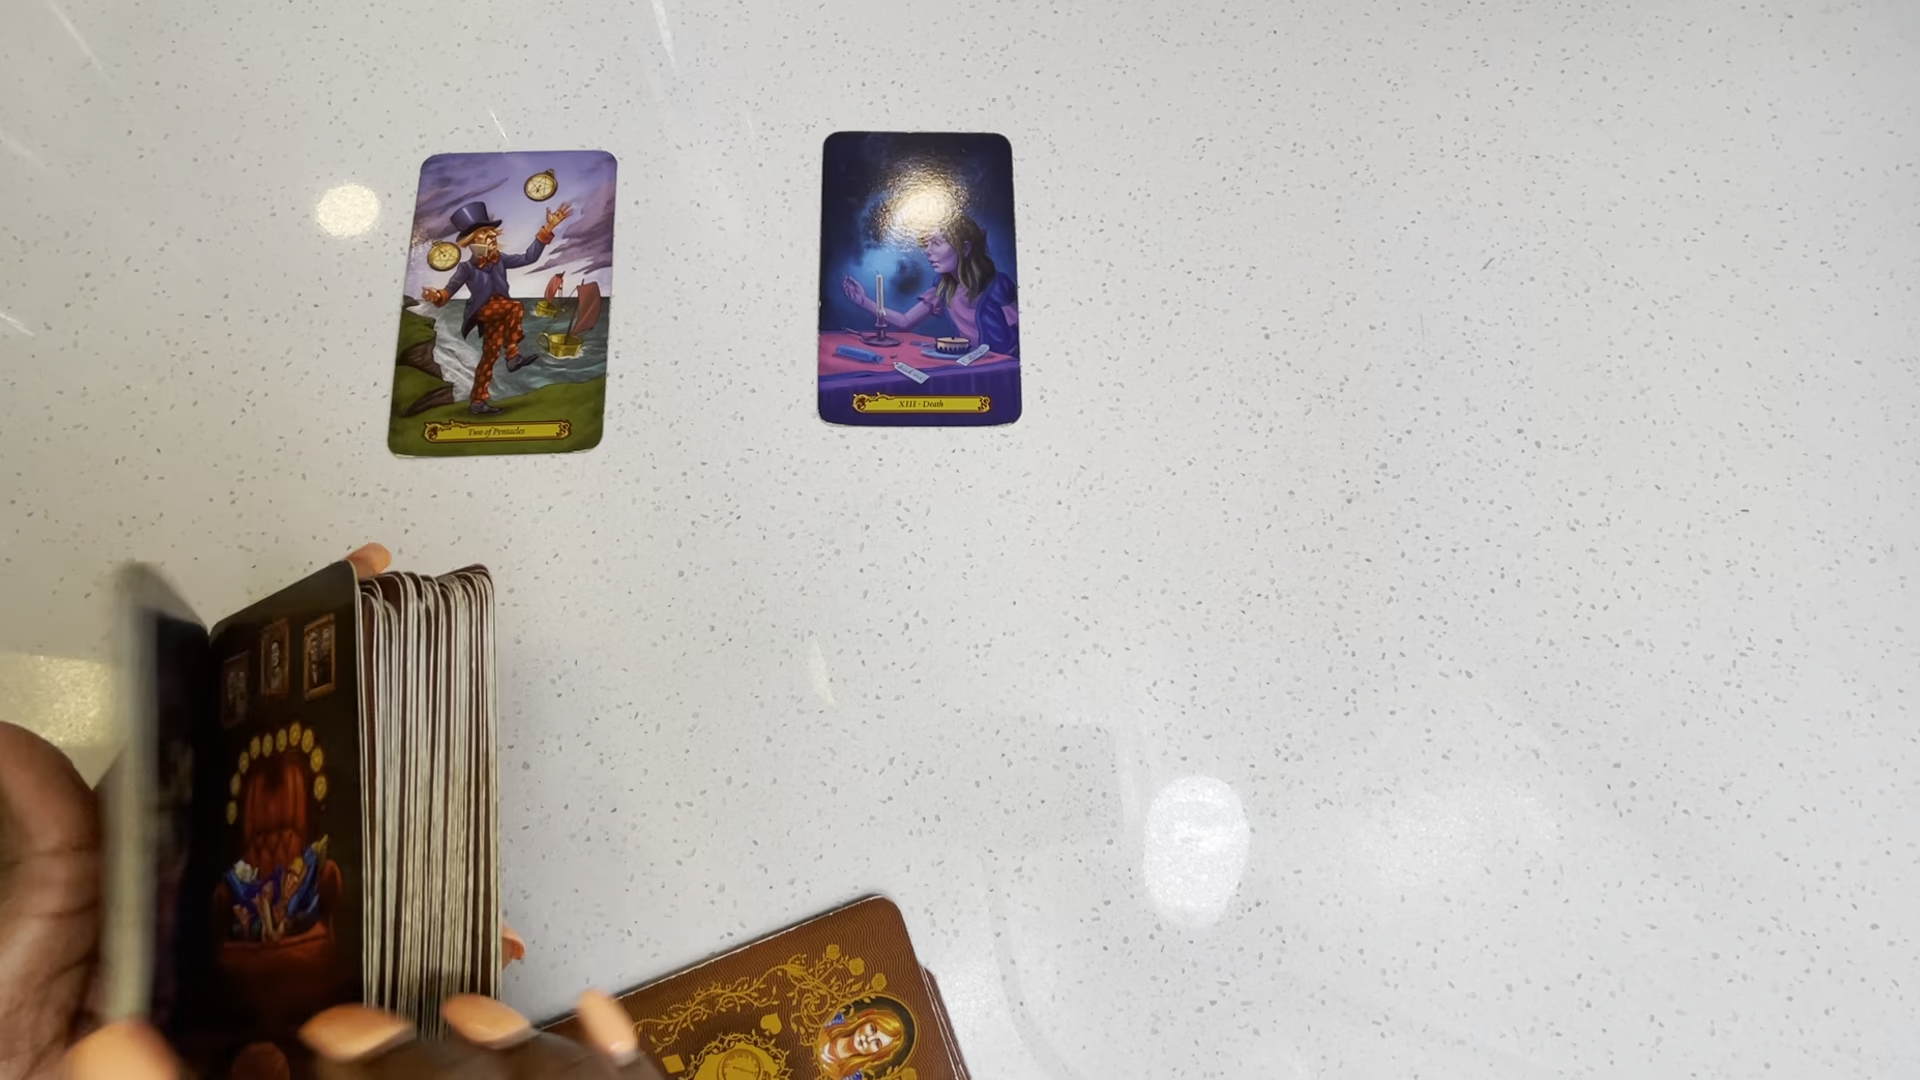 Two of Pentacles
XIII · Death